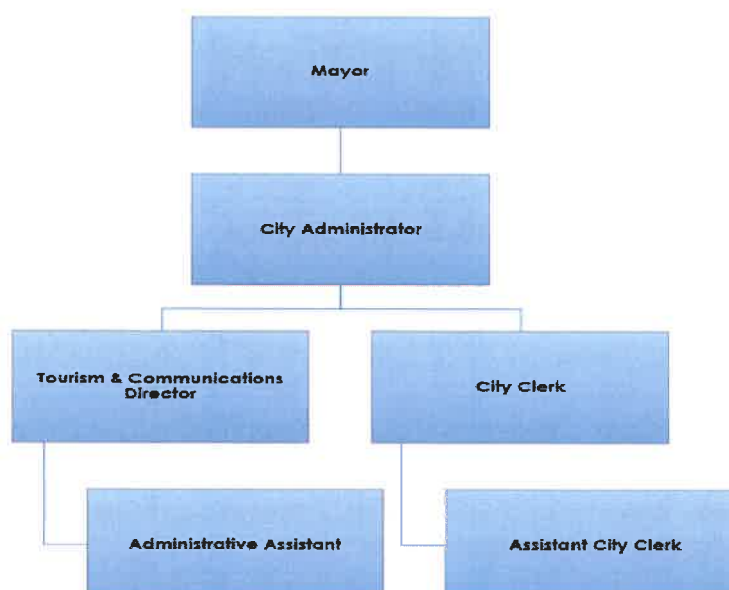 Mayor
City Administrator
Tourism & Communications
Director
City Clerk
Administrative Assistant
Assistant City Clerk